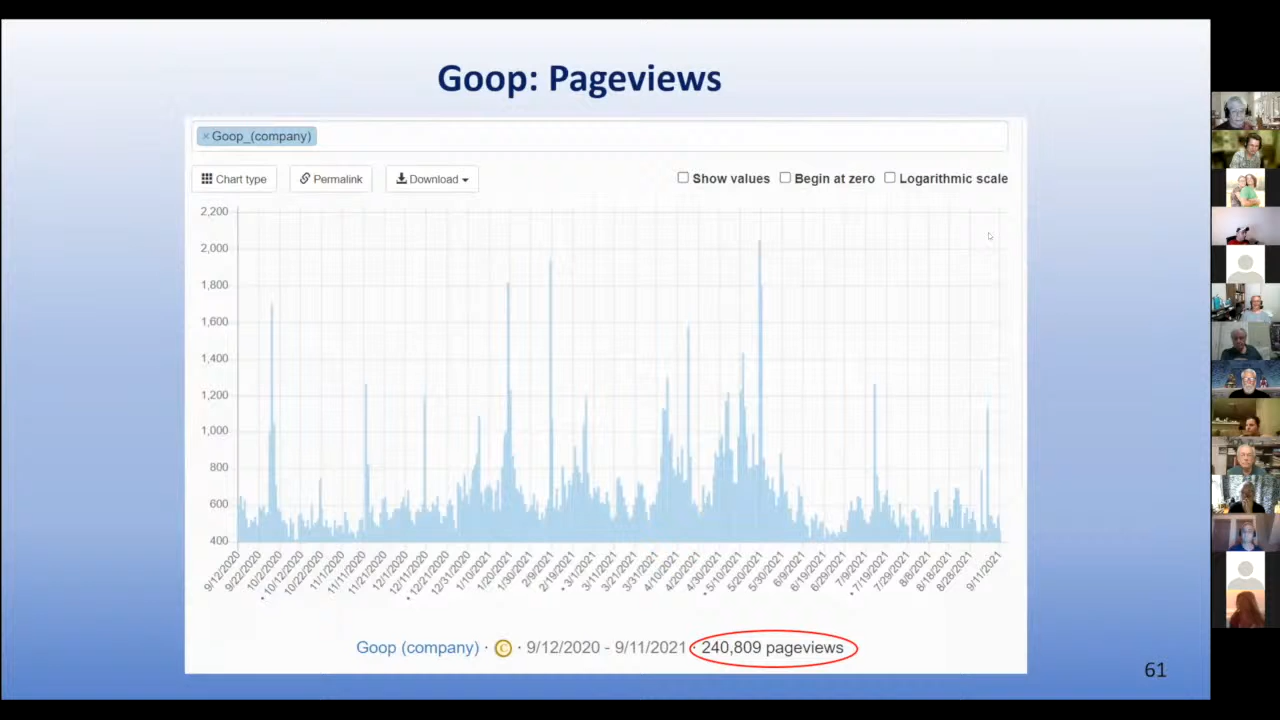 Goop: Pageviews
× Goop_(company)
Chart type Permalink Download Show values Begin at zero Logarithmic scale
2,200
2,000
1,800
1,600
1,400
1,200
1,000
800
600
400
9/12/2020 9/22/2020 10/2/2020 10/12/2020 10/22/2020 11/1/2020 11/11/2020 11/21/2020 12/1/2020 12/11/2020 12/21/2020 12/31/2020 1/10/2021 1/20/2021 1/30/2021 2/9/2021 2/19/2021 3/1/2021 3/11/2021 3/21/2021 3/31/2021 4/10/2021 4/20/2021 4/30/2021 5/10/2021 5/20/2021 5/30/2021 6/9/2021 6/19/2021 6/29/2021 7/9/2021 7/19/2021 7/29/2021 8/8/2021 8/18/2021 8/28/2021 9/11/2021
Goop (company) · © · 9/12/2020 - 9/11/2021 · 240,809 pageviews
61